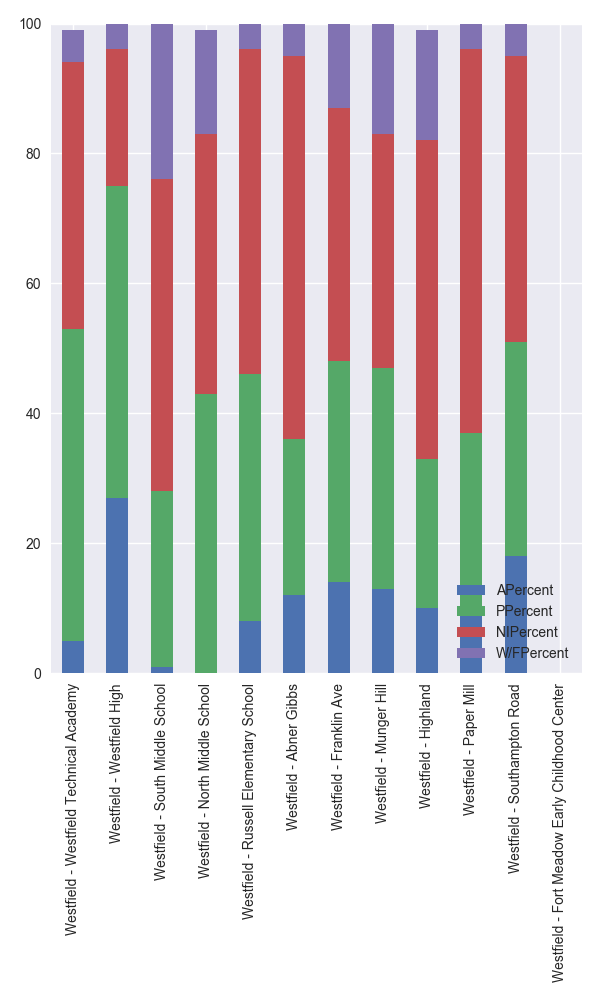 100
80
60
40
20
0
APercent
PPercent
NIPercent
W/FPercent
Westfield - Westfield Technical Academy
Westfield - Westfield High
Westfield - South Middle School
Westfield - North Middle School
Westfield - Russell Elementary School
Westfield - Abner Gibbs
Westfield - Franklin Ave
Westfield - Munger Hill
Westfield - Highland
Westfield - Paper Mill
Westfield - Southampton Road
Westfield - Fort Meadow Early Childhood Center